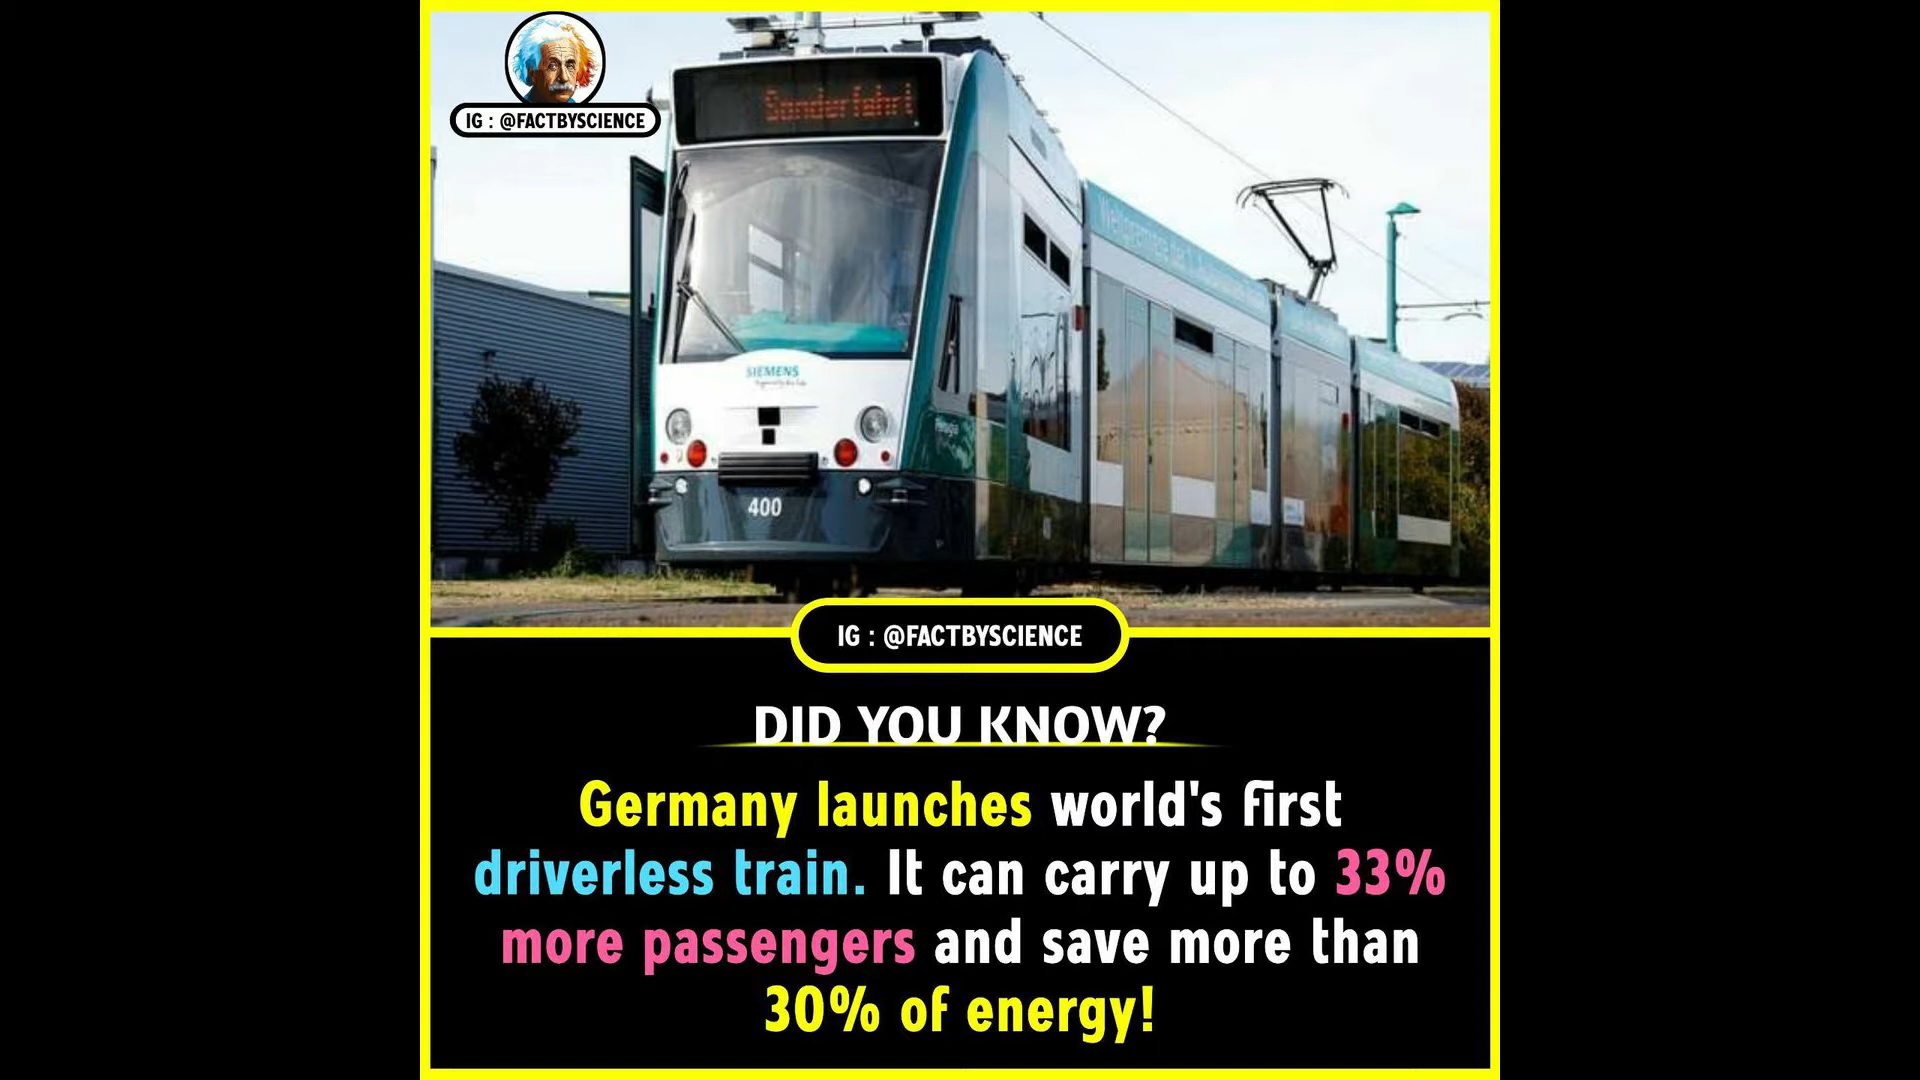 IG : @FACTBYSCIENCE
Sonderfahrt
SIEMENS
400
IG : @FACTBYSCIENCE
DID YOU KNOW?
Germany launches world's first
driverless train. It can carry up to 33%
more passengers and save more than
30% of energy!